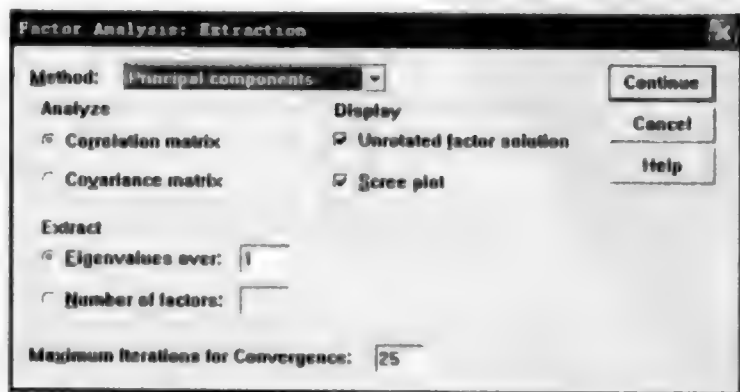 Factor Analysis: Extraction
Method: Principal components
Continue
Analyze
Display
Cancel
Correlation matrix
Unrotated factor solution
Help
Covariance matrix
Scree plot
Extract
Eigenvalues over: 1
Number of factors:
Maximum Iterations for Convergence: 25